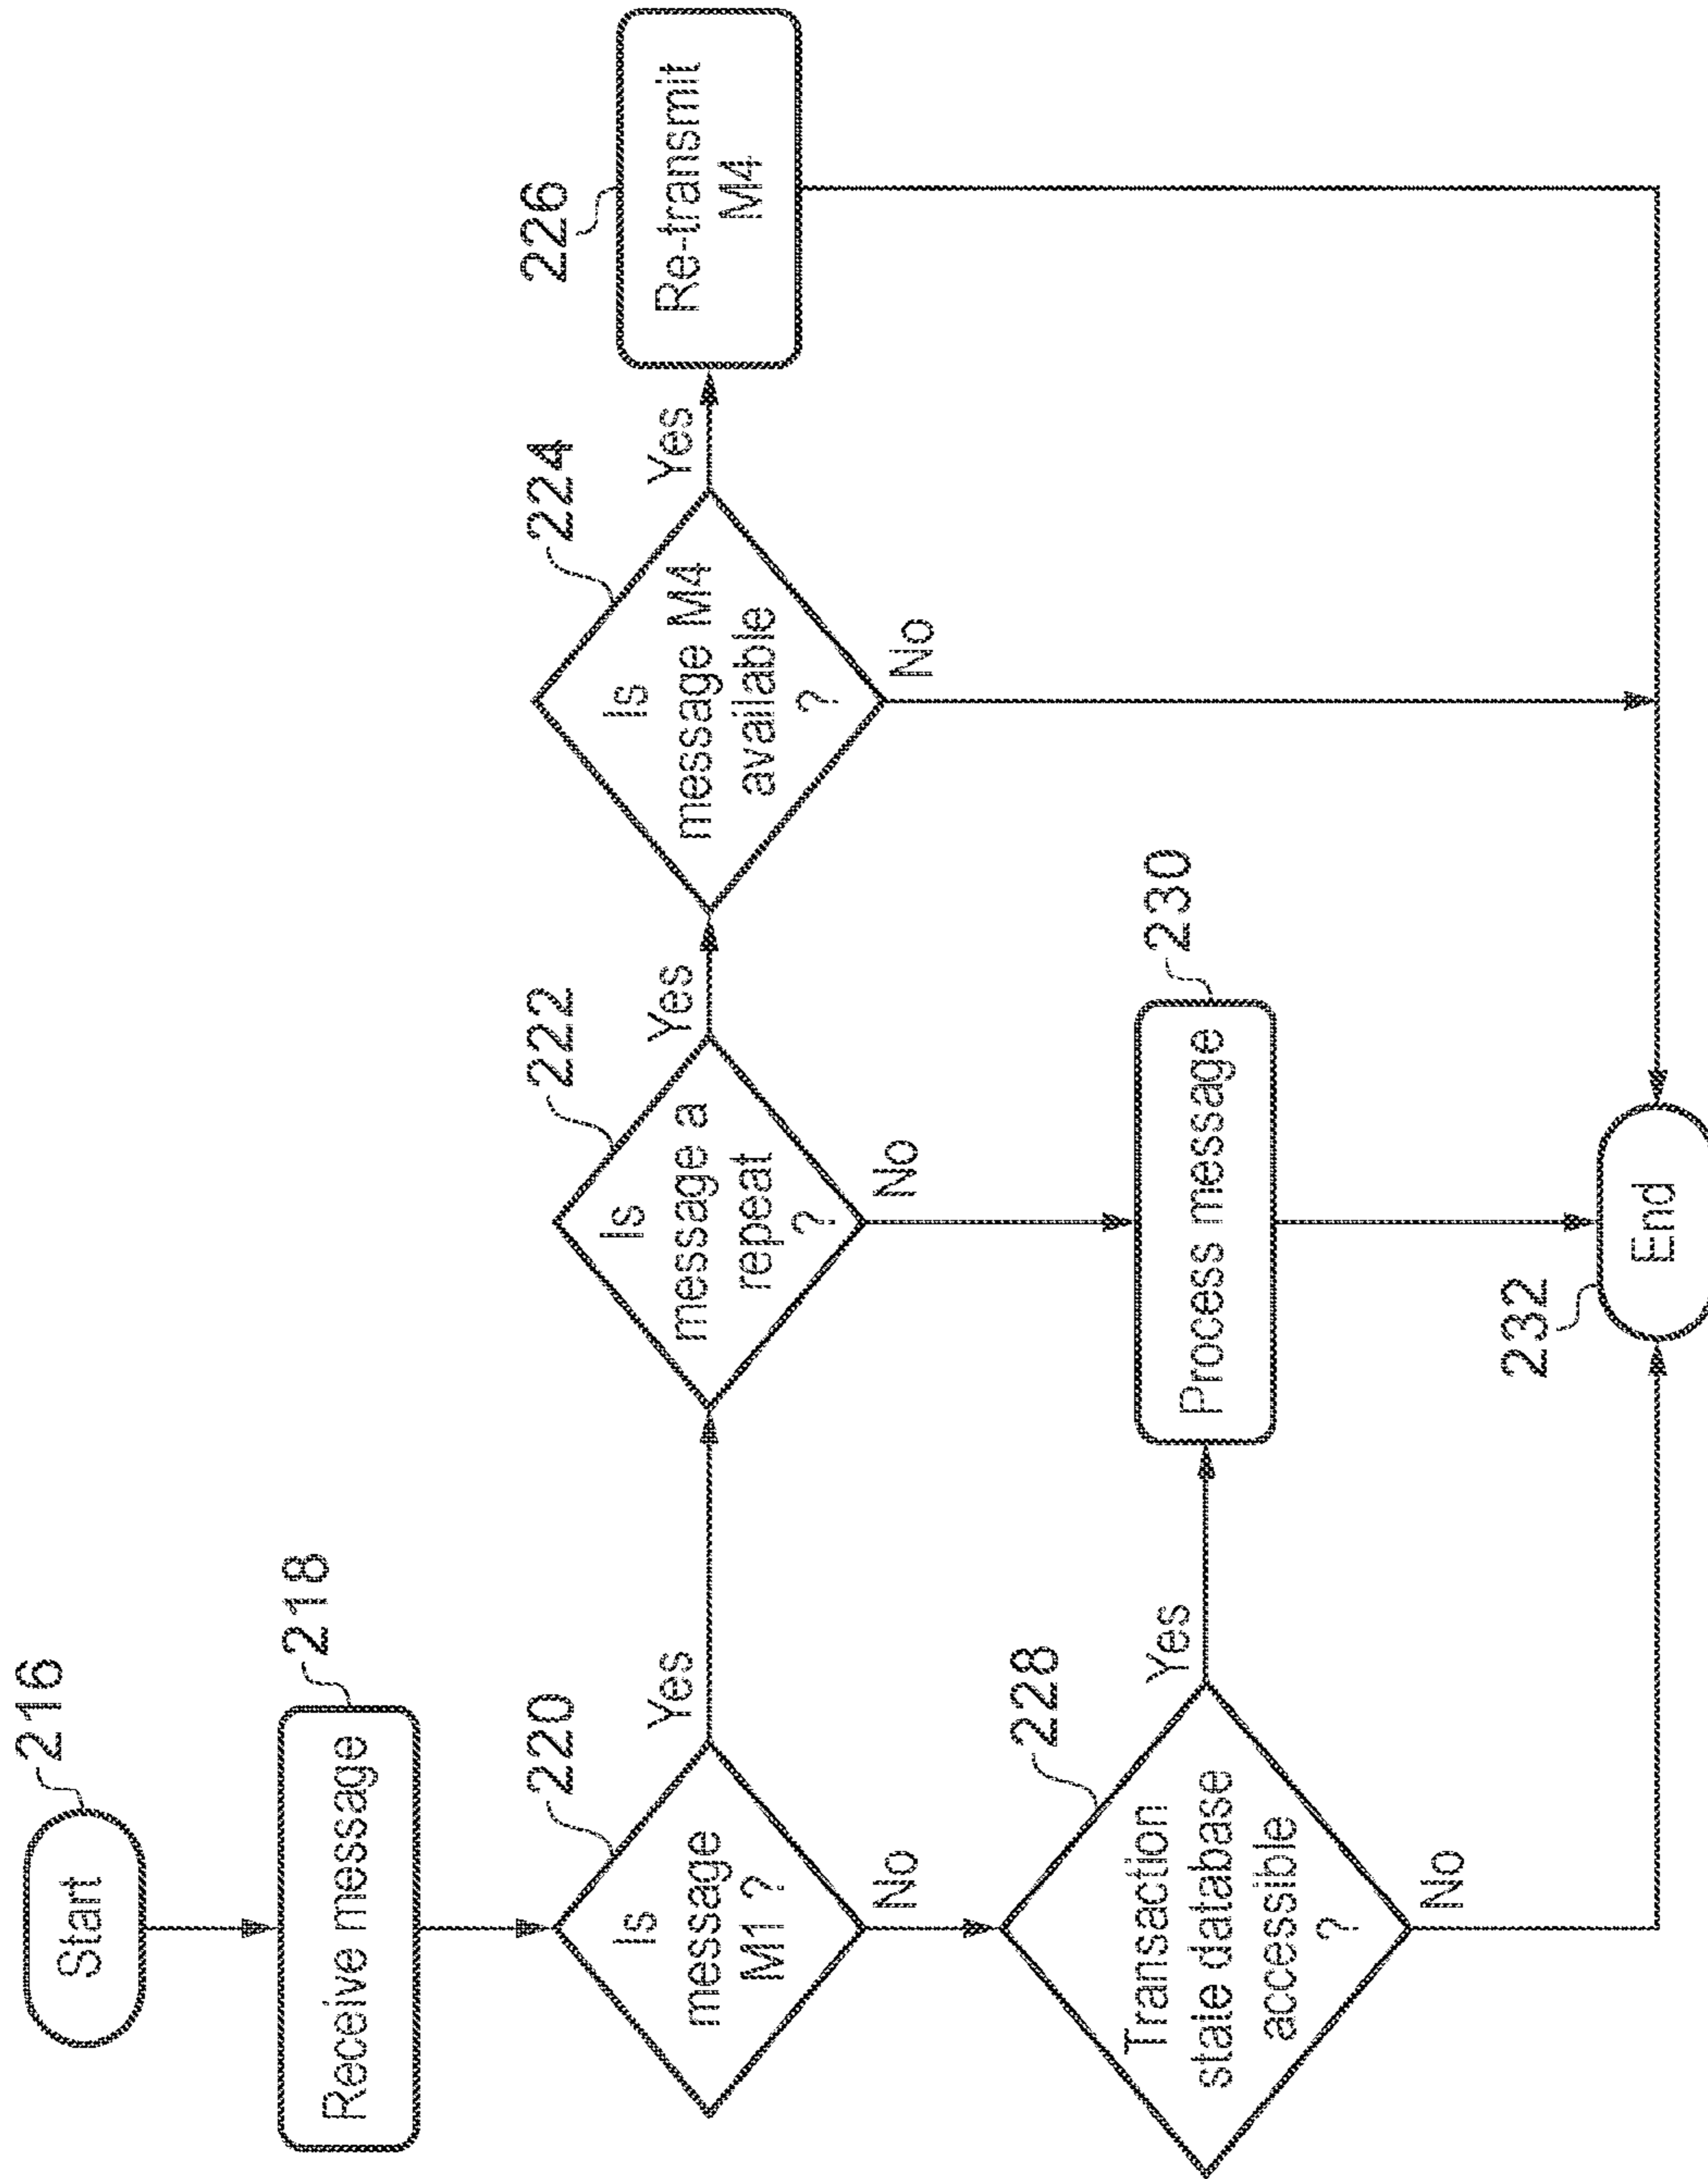 216
Start
218
Receive message
220
Is
message
M1 ?
Yes
No
222
Is
message a
repeat
?
Yes
No
224
Is
message M4
available
?
Yes
No
226
Re-transmit
M4
228
Transaction
state database
accessible
?
Yes
No
230
Process message
232
End